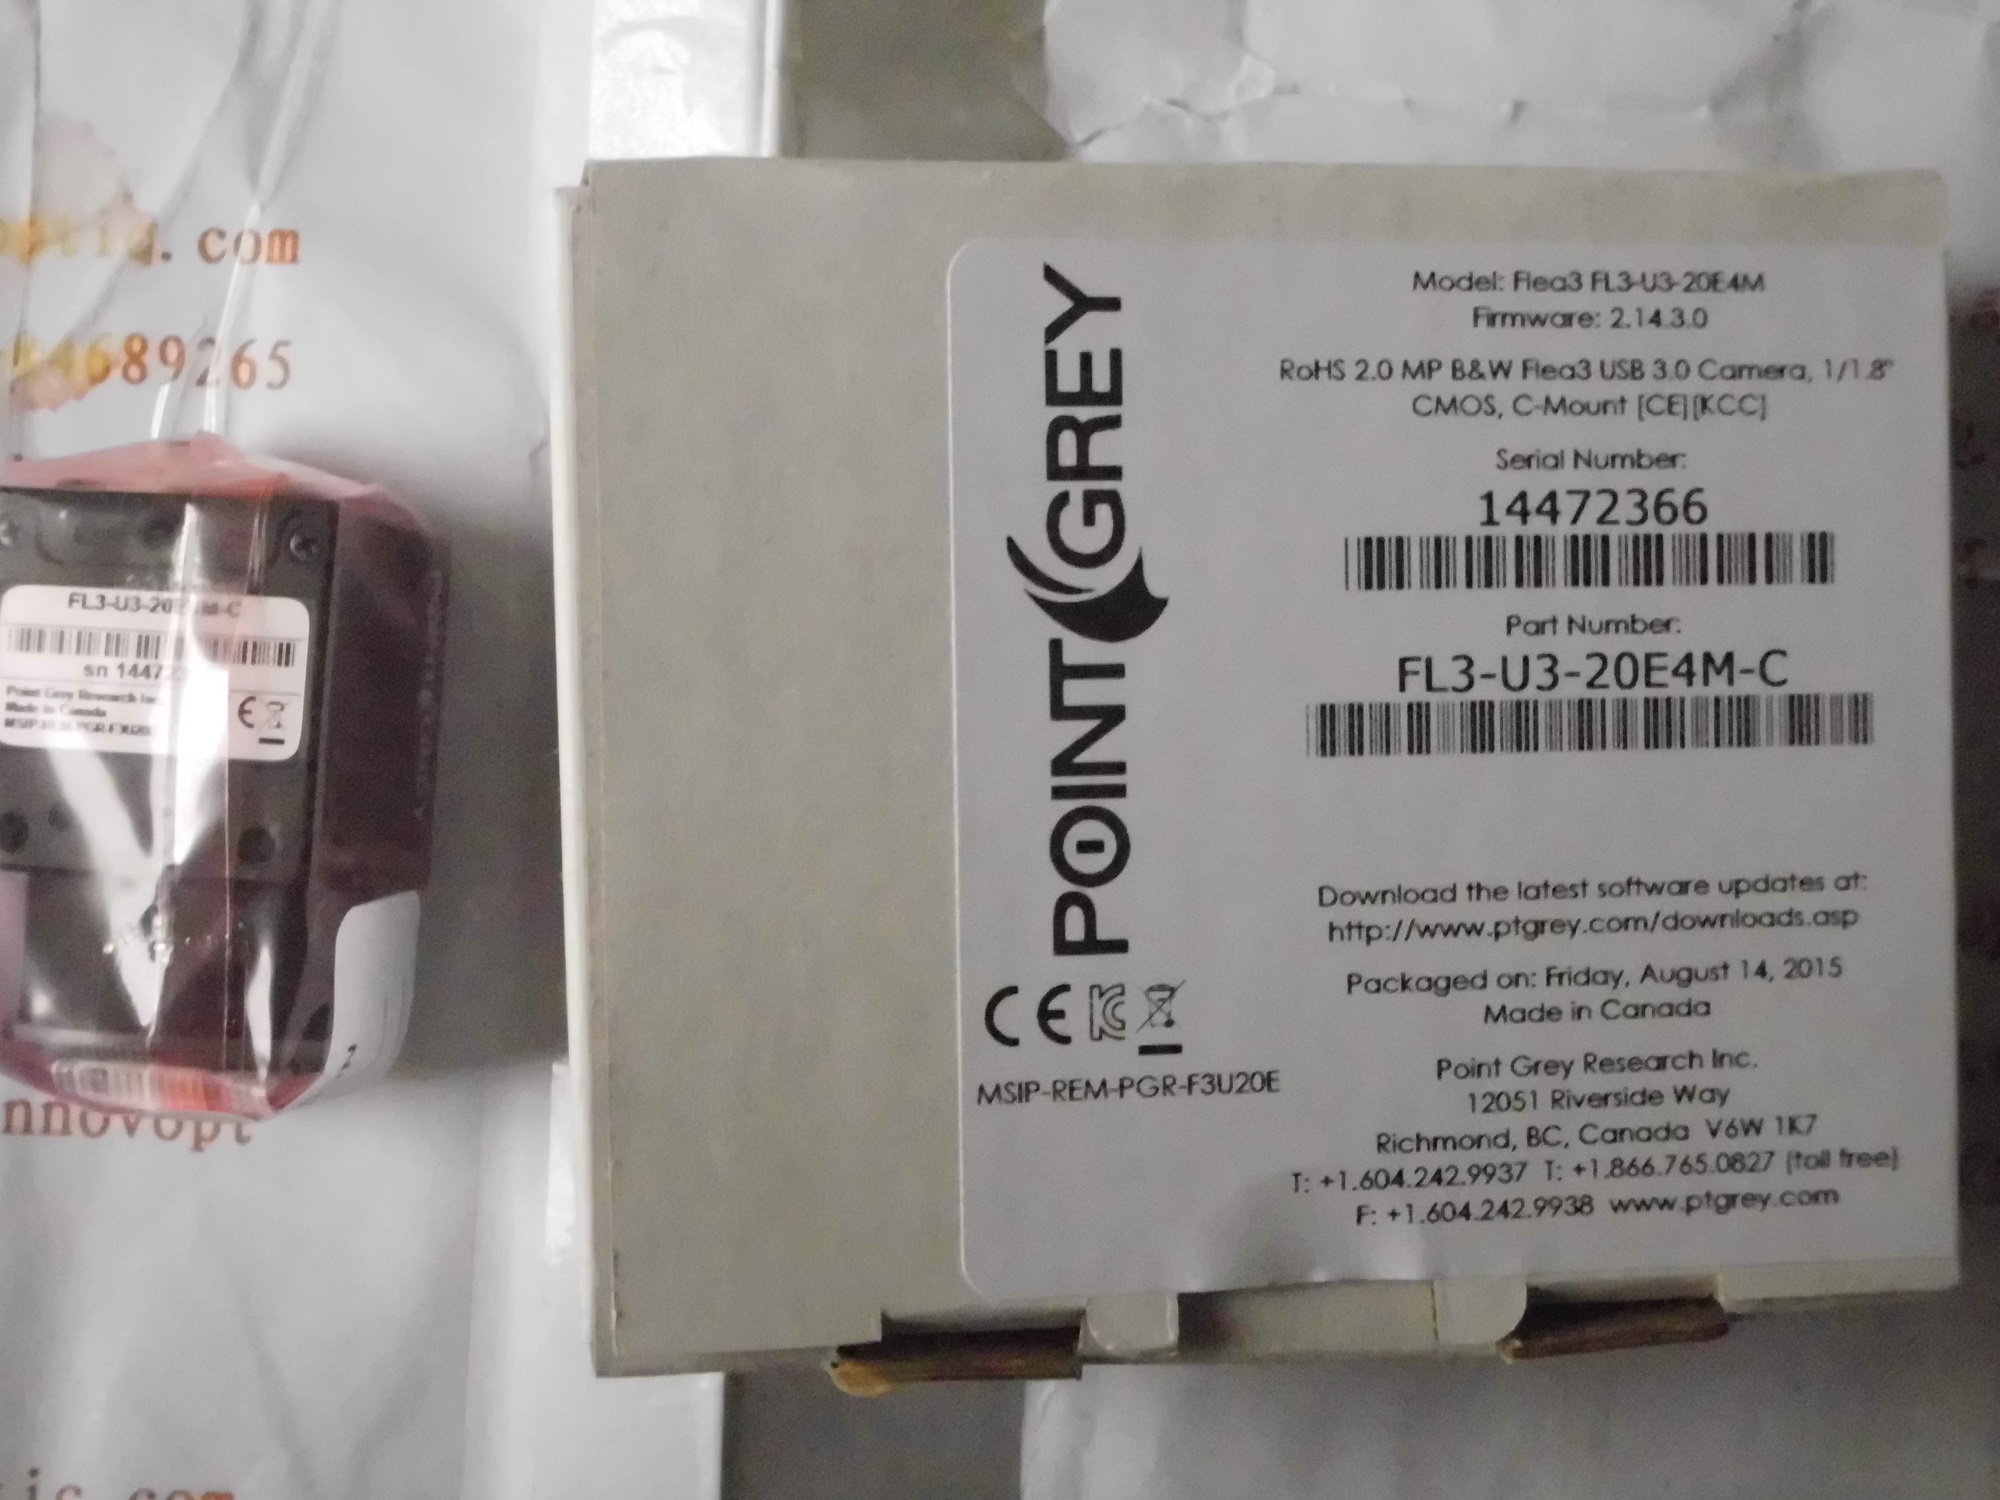 .com
689265
FL3-U3-20 M-C
sn 1447
Point Grey Research Inc.
Made in Canada
CE
nnovopt
.com
POINT GREY
CE
MSIP-REM-PGR-F3U20E
Model: Flea3 FL3-U3-20E4M
Firmware: 2.14.3.0
RoHS 2.0 MP B&W Flea3 USB 3.0 Camera, 1/1.8"
CMOS, C-Mount [CE][KCC]
Serial Number:
14472366
Part Number:
FL3-U3-20E4M-C
Download the latest software updates at:
http://www.ptgrey.com/downloads.asp
Packaged on: Friday, August 14, 2015
Made in Canada
Point Grey Research Inc.
12051 Riverside Way
Richmond, BC, Canada V6W 1K7
T: +1.604.242.9937 T: +1.866.765.0827 (toll free)
F: +1.604.242.9938 www.ptgrey.com